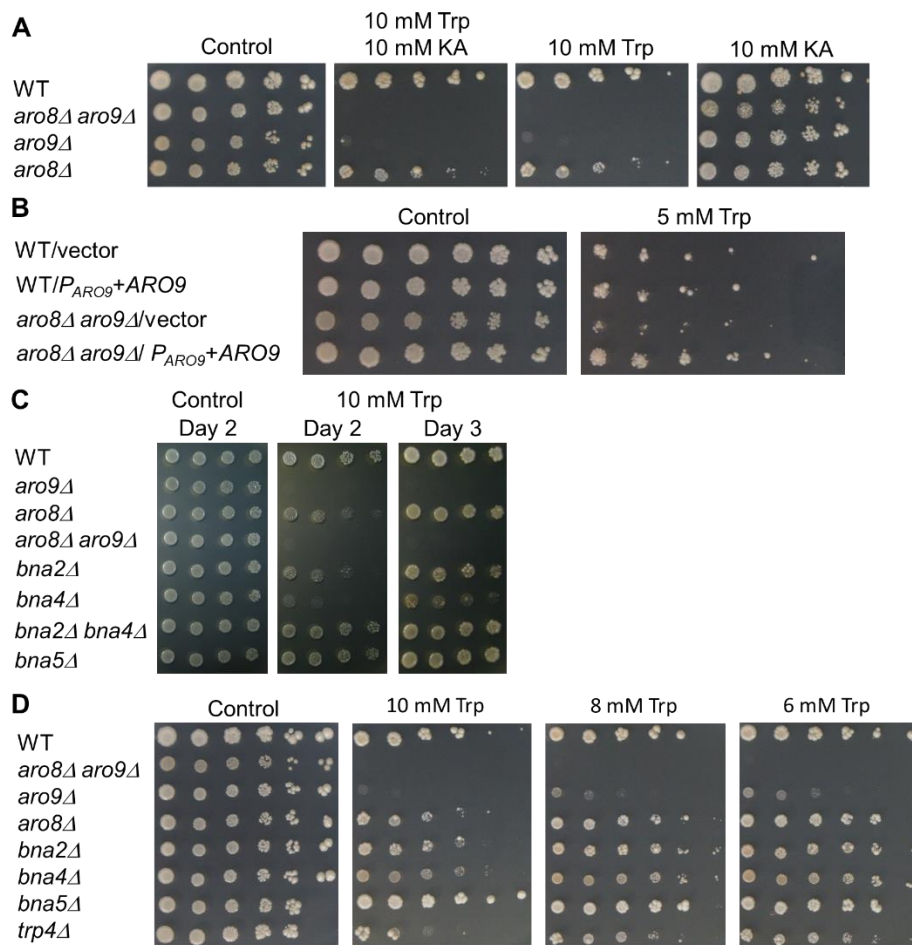 A
10 mM Trp
Control 10 mM KA 10 mM Trp 10 mM KA
WT
aro8Δ aro9Δ
aro9Δ
aro8Δ
B
Control 5 mM Trp
WT/vector
WT/PARO9+ARO9
aro8Δ aro9Δ/vector
aro8Δ aro9Δ/ PARO9+ARO9
C
Control 10 mM Trp
Day 2 Day 2 Day 3
WT
aro9Δ
aro8Δ
aro8Δ aro9Δ
bna2Δ
bna4Δ
bna2Δ bna4Δ
bna5Δ
D
Control 10 mM Trp 8 mM Trp 6 mM Trp
WT
aro8Δ aro9Δ
aro9Δ
aro8Δ
bna2Δ
bna4Δ
bna5Δ
trp4Δ